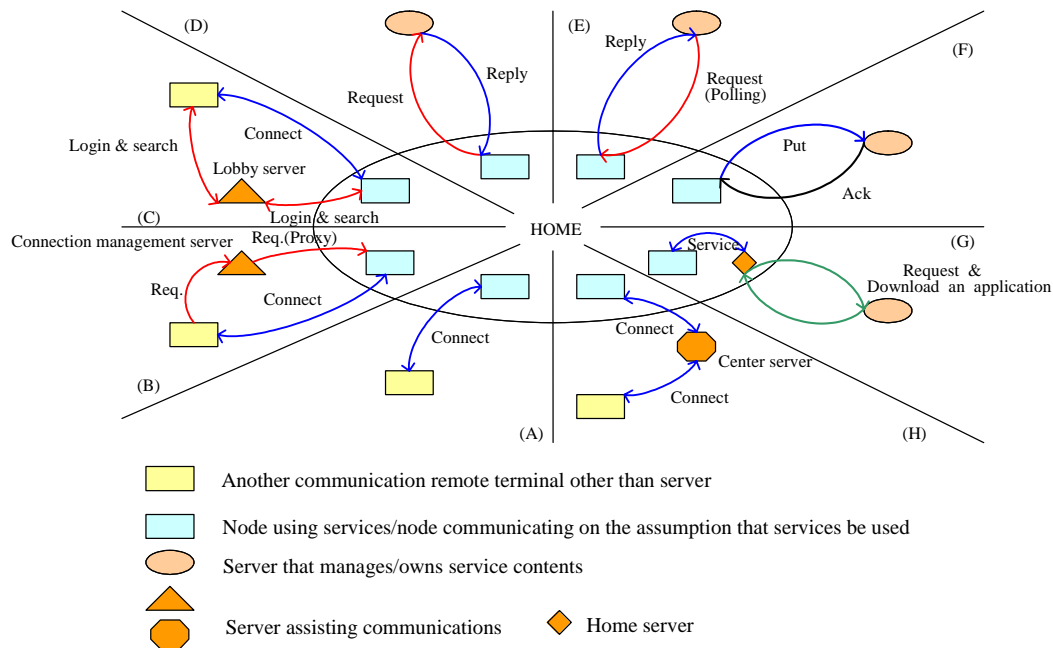 (D)
(E)
(F)
Reply
Reply
Request
Request
(Polling)
Connect
Login & search
Put
Lobby server
Ack
Login & search
(C)
HOME
(G)
Connection management server
Req.(Proxy)
Service
Req.
Connect
Request &
Download an application
Connect
Connect
Center server
(B)
Connect
(A)
(H)
Another communication remote terminal other than server
Node using services/node communicating on the assumption that services be used
Server that manages/owns service contents
Server assisting communications
Home server